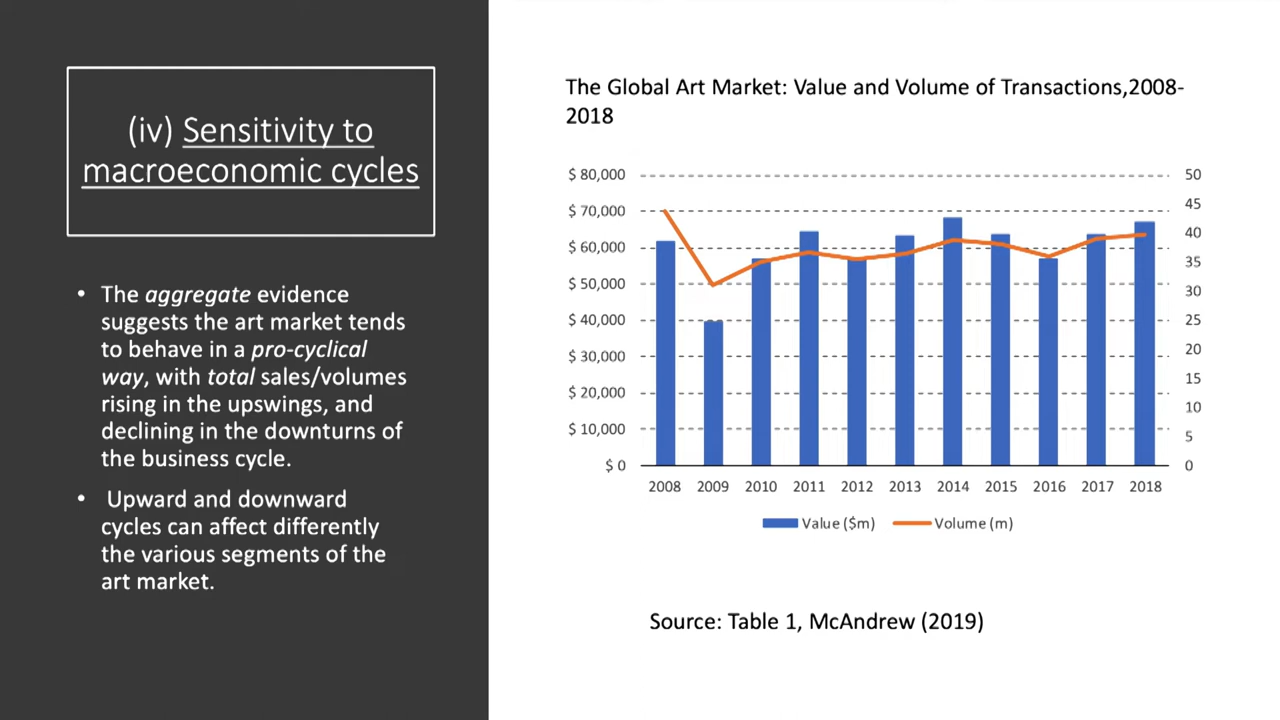 (iv) Sensitivity to
macroeconomic cycles
• The aggregate evidence
suggests the art market tends
to behave in a pro-cyclical
way, with total sales/volumes
rising in the upswings, and
declining in the downturns of
the business cycle.
• Upward and downward
cycles can affect differently
the various segments of the
art market.
The Global Art Market: Value and Volume of Transactions,2008-
2018
$ 80,000
$ 70,000
$ 60,000
$ 50,000
$ 40,000
$ 30,000
$ 20,000
$ 10,000
$ 0
50
45
40
35
30
25
20
15
10
5
0
2008 2009 2010 2011 2012 2013 2014 2015 2016 2017 2018
Value ($m) Volume (m)
Source: Table 1, McAndrew (2019)